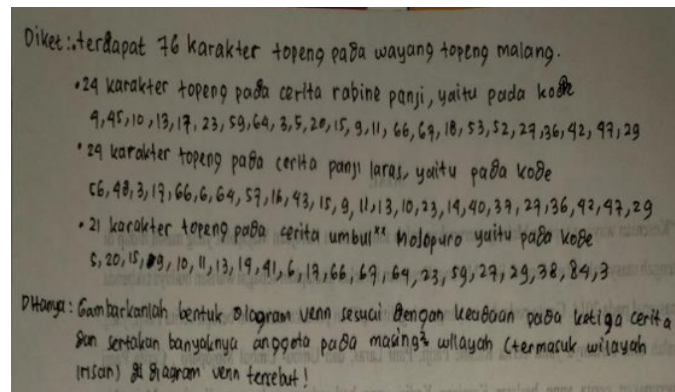 Diket : terdapat 76 karakter topeng pada wayang topeng malang.
• 24 karakter topeng pada cerita rabine panji, yaitu pada kode
4, 45, 10, 13, 17, 23, 59, 64, 3, 5, 20, 15, 9, 11, 66, 67, 18, 53, 52, 27, 36, 42, 47, 29
• 24 karakter topeng pada cerita panji laras, yaitu pada kode
56, 48, 3, 17, 66, 6, 64, 57, 16, 43, 15, 9, 11, 13, 10, 23, 14, 40, 37, 27, 36, 42, 47, 29
• 21 karakter topeng pada cerita umbul** molopuro yaitu pada kode
5, 20, 15, 9, 10, 11, 13, 19, 41, 6, 17, 66, 67, 64, 23, 59, 27, 29, 38, 84, 3
Ditanya : Gambarkanlah bentuk diagram venn sesuai dengan keadaan pada ketiga cerita
dan sertakan banyaknya anggota pada masing² wilayah (termasuk wilayah
irisan) di diagram venn tersebut!